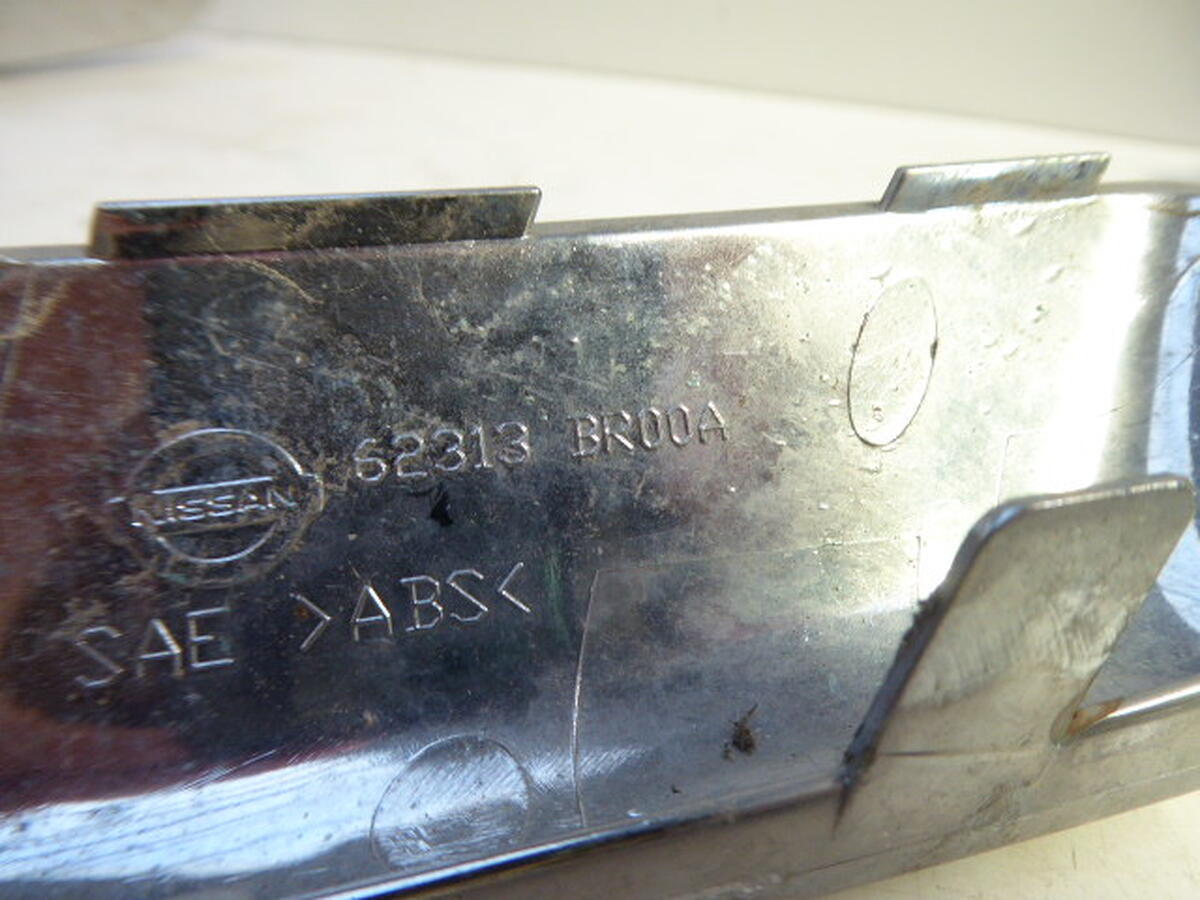 NISSAN 62313 BR00A
SAE >ABS<